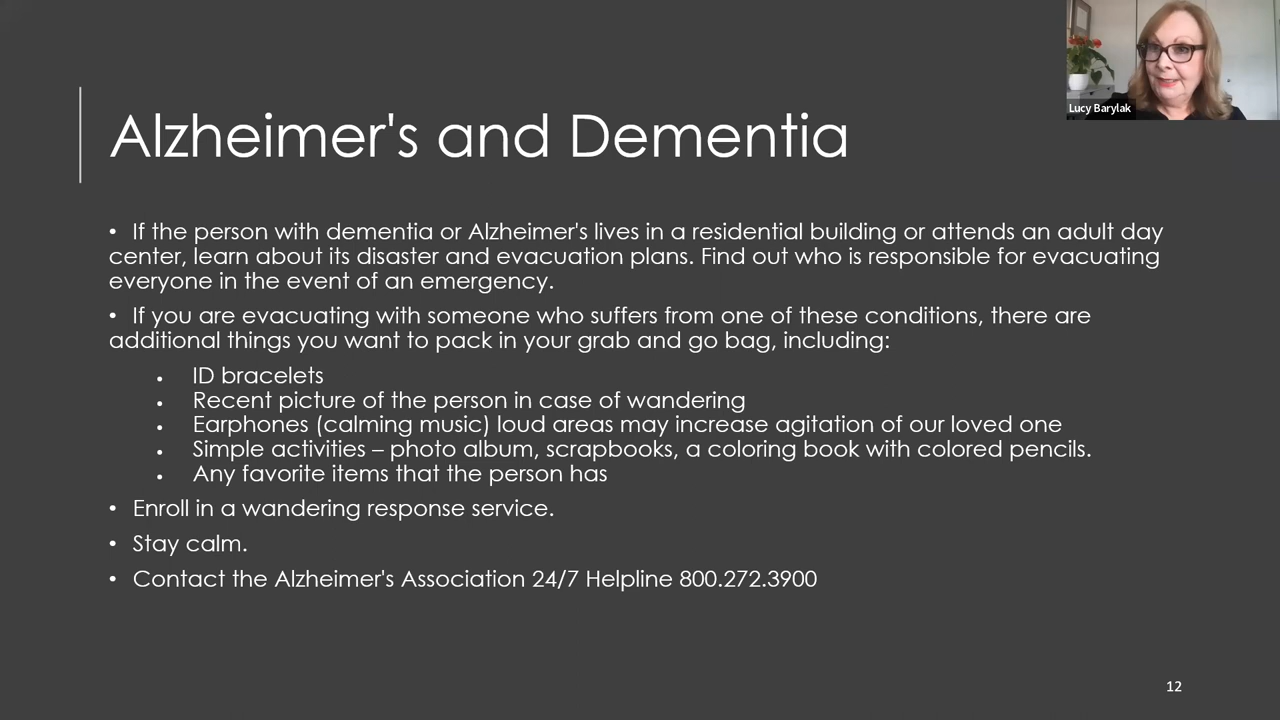 Lucy Barylak
Alzheimer's and Dementia
• If the person with dementia or Alzheimer's lives in a residential building or attends an adult day
center, learn about its disaster and evacuation plans. Find out who is responsible for evacuating
everyone in the event of an emergency.
• If you are evacuating with someone who suffers from one of these conditions, there are
additional things you want to pack in your grab and go bag, including:
• ID bracelets
• Recent picture of the person in case of wandering
• Earphones (calming music) loud areas may increase agitation of our loved one
• Simple activities – photo album, scrapbooks, a coloring book with colored pencils.
• Any favorite items that the person has
• Enroll in a wandering response service.
• Stay calm.
• Contact the Alzheimer's Association 24/7 Helpline 800.272.3900
12